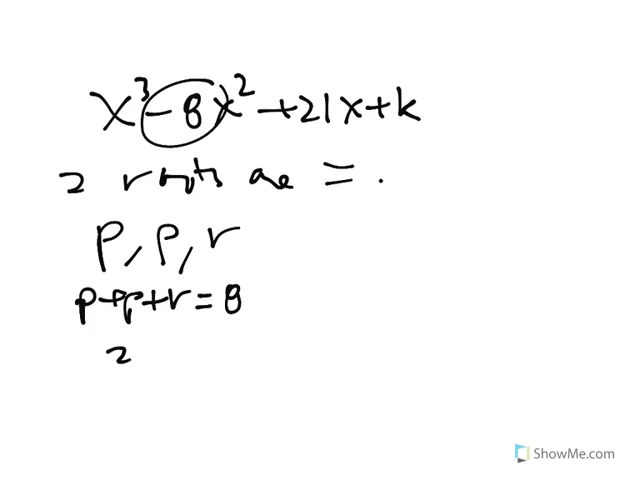 x³ - 8x² + 21x + k
2 roots are = .
P, P, r
p + p + r = 8
2
ShowMe.com